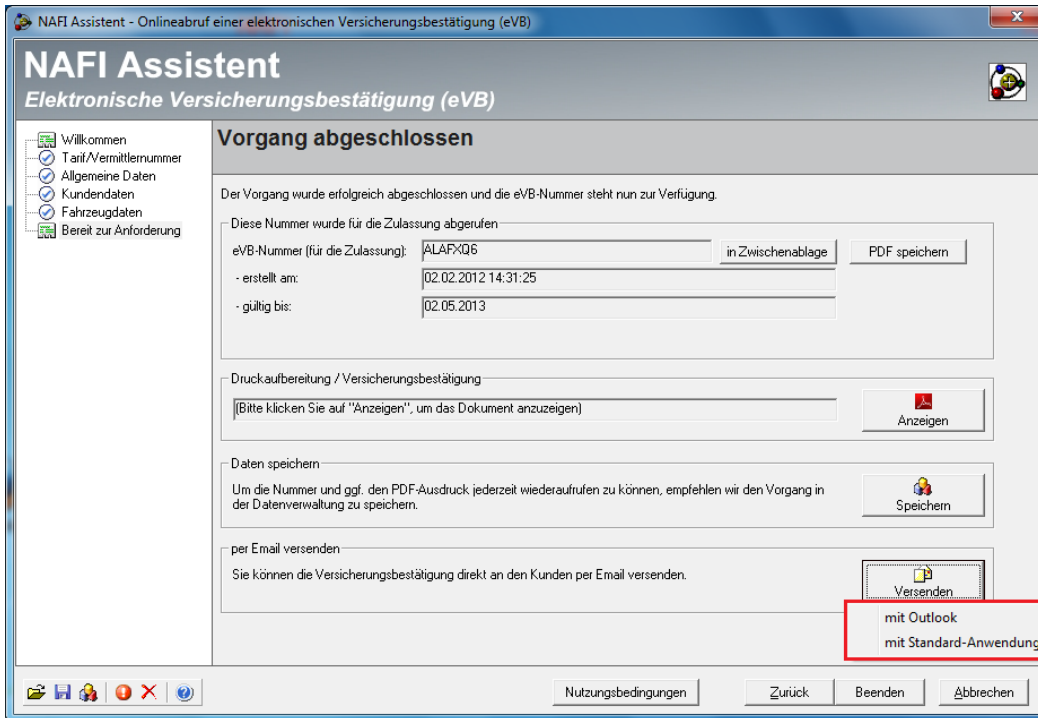 NAFI Assistent - Onlineabruf einer elektronischen Versicherungsbestätigung (eVB)
NAFI Assistent
Elektronische Versicherungsbestätigung (eVB)
Willkommen
Tarif/Vermittlernummer
Allgemeine Daten
Kundendaten
Fahrzeugdaten
Bereit zur Anforderung
Vorgang abgeschlossen
Der Vorgang wurde erfolgreich abgeschlossen und die eVB-Nummer steht nun zur Verfügung.
Diese Nummer wurde für die Zulassung abgerufen
eVB-Nummer (für die Zulassung): ALAFXQ6 in Zwischenablage PDF speichern
- erstellt am: 02.02.2012 14:31:25
- gültig bis: 02.05.2013
Druckaufbereitung / Versicherungsbestätigung
(Bitte klicken Sie auf "Anzeigen", um das Dokument anzuzeigen)
Anzeigen
Daten speichern
Um die Nummer und ggf. den PDF-Ausdruck jederzeit wiederaufrufen zu können, empfehlen wir den Vorgang in
der Datenverwaltung zu speichern.
Speichern
per Email versenden
Sie können die Versicherungsbestätigung direkt an den Kunden per Email versenden.
Versenden
mit Outlook
mit Standard-Anwendung
Nutzungsbedingungen Zurück Beenden Abbrechen